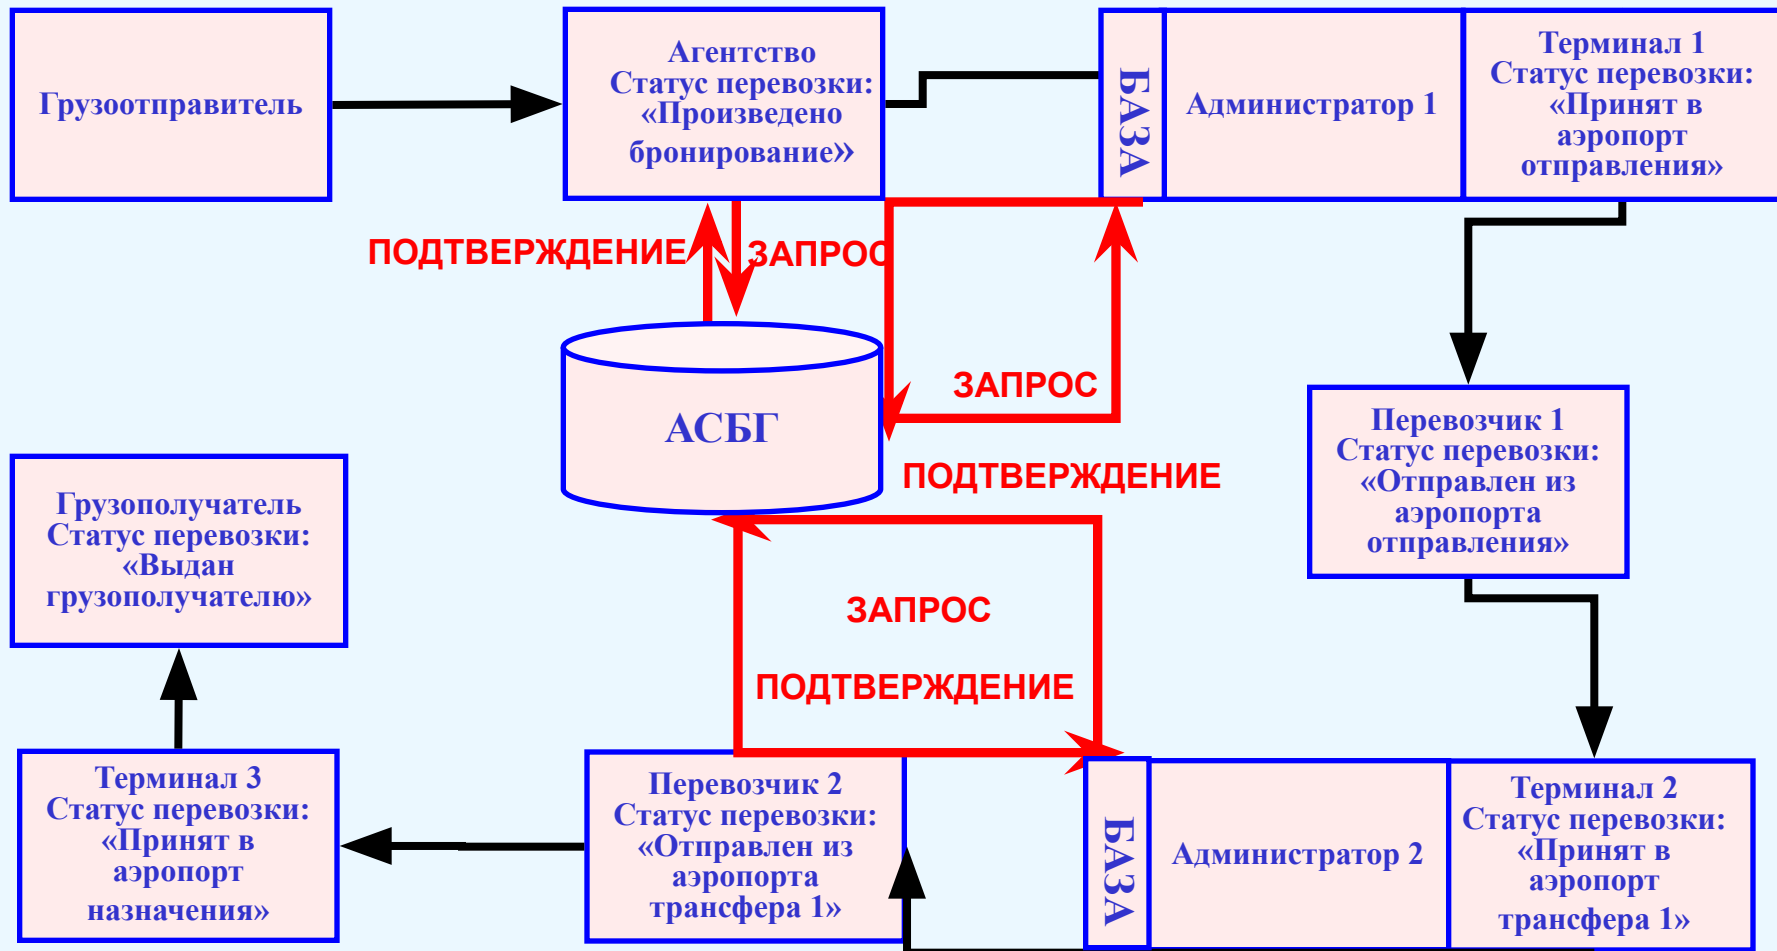 Грузоотправитель
Агентство
Статус перевозки:
«Произведено
бронирование»
БАЗА
Администратор 1
Терминал 1
Статус перевозки:
«Принят в
аэропорт
отправления»
ПОДТВЕРЖДЕНИЕ
ЗАПРОС
АСБГ
ЗАПРОС
ПОДТВЕРЖДЕНИЕ
Перевозчик 1
Статус перевозки:
«Отправлен из
аэропорта
отправления»
Грузополучатель
Статус перевозки:
«Выдан
грузополучателю»
ЗАПРОС
ПОДТВЕРЖДЕНИЕ
Терминал 3
Статус перевозки:
«Принят в
аэропорт
назначения»
Перевозчик 2
Статус перевозки:
«Отправлен из
аэропорта
трансфера 1»
БАЗА
Администратор 2
Терминал 2
Статус перевозки:
«Принят в
аэропорт
трансфера 1»